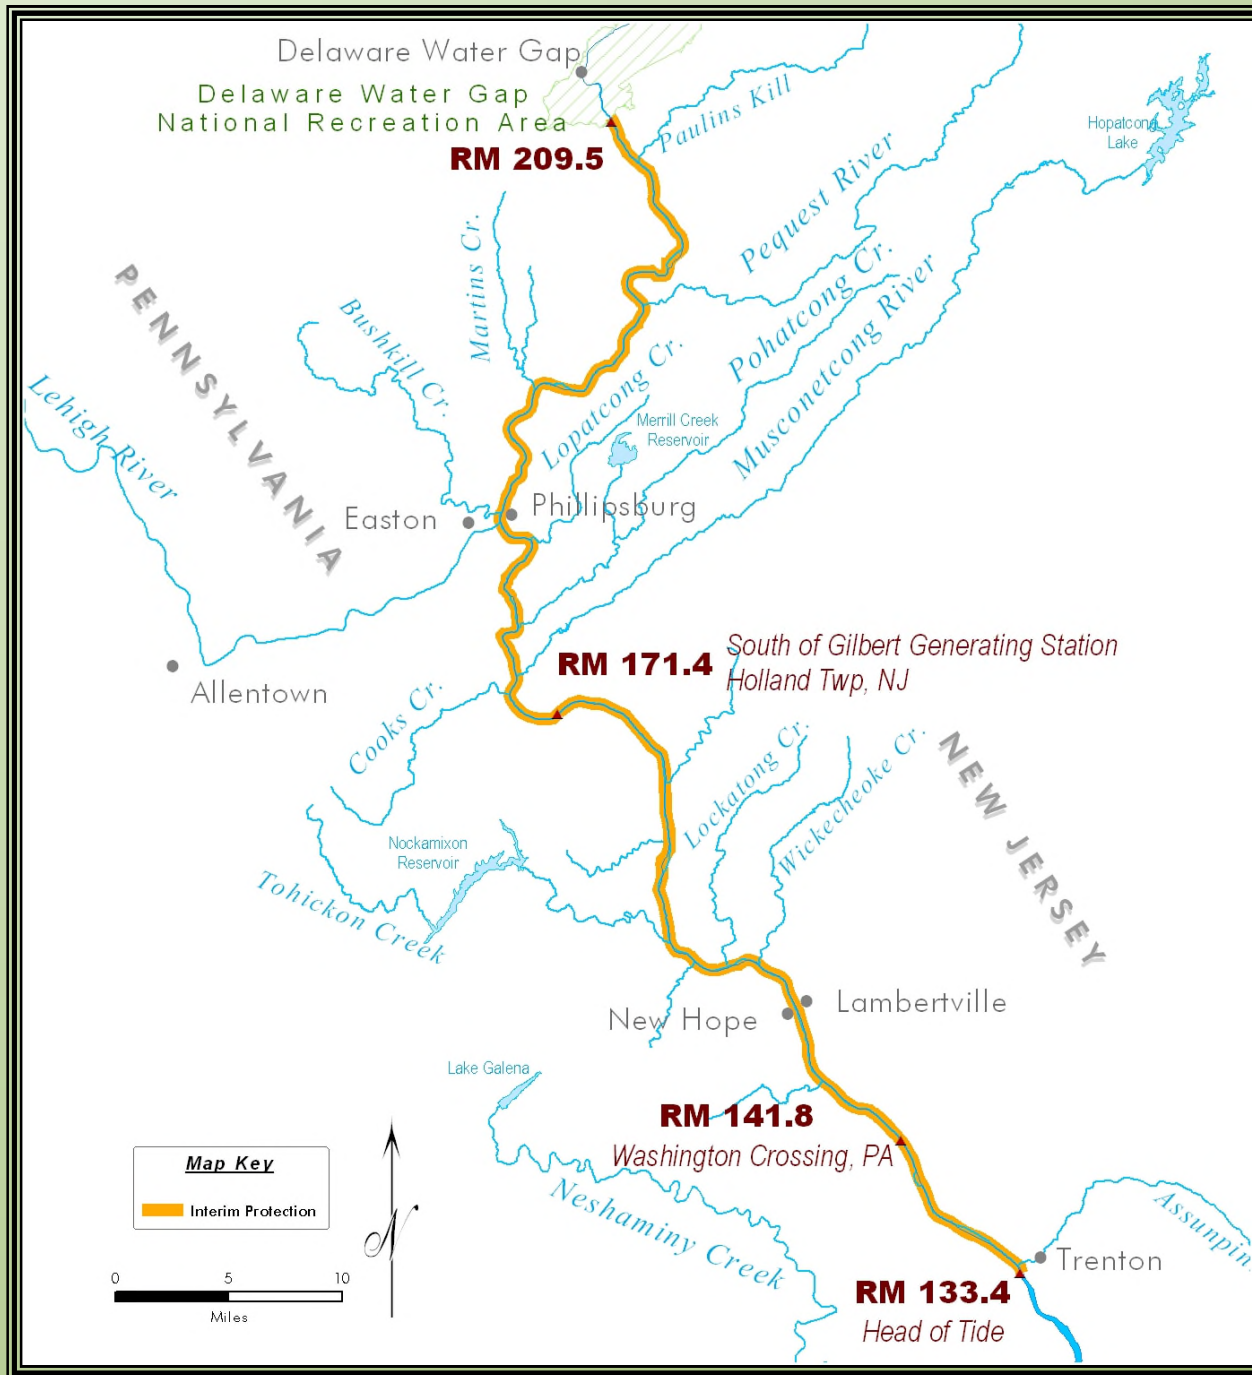 Delaware Water Gap
Delaware Water Gap
National Recreation Area
RM 209.5
Paulins Kill
Hopatcong
Lake
Pequest River
Martins Cr.
PENNSYLVANIA
Bushkill Cr.
Pohatcong Cr.
Musconetcong River
Lehigh River
Lopatcong Cr.
Merrill Creek
Reservoir
Easton
Phillipsburg
RM 171.4
South of Gilbert Generating Station
Holland Twp, NJ
Allentown
Cooks Cr.
Lockatong Cr.
Wickecheoke Cr.
NEW JERSEY
Nockamixon
Reservoir
Tohickon Creek
New Hope
Lambertville
Lake Galena
RM 141.8
Washington Crossing, PA
Neshaminy Creek
Assunpin
Trenton
RM 133.4
Head of Tide
Map Key
Interim Protection
N
0 5 10
Miles